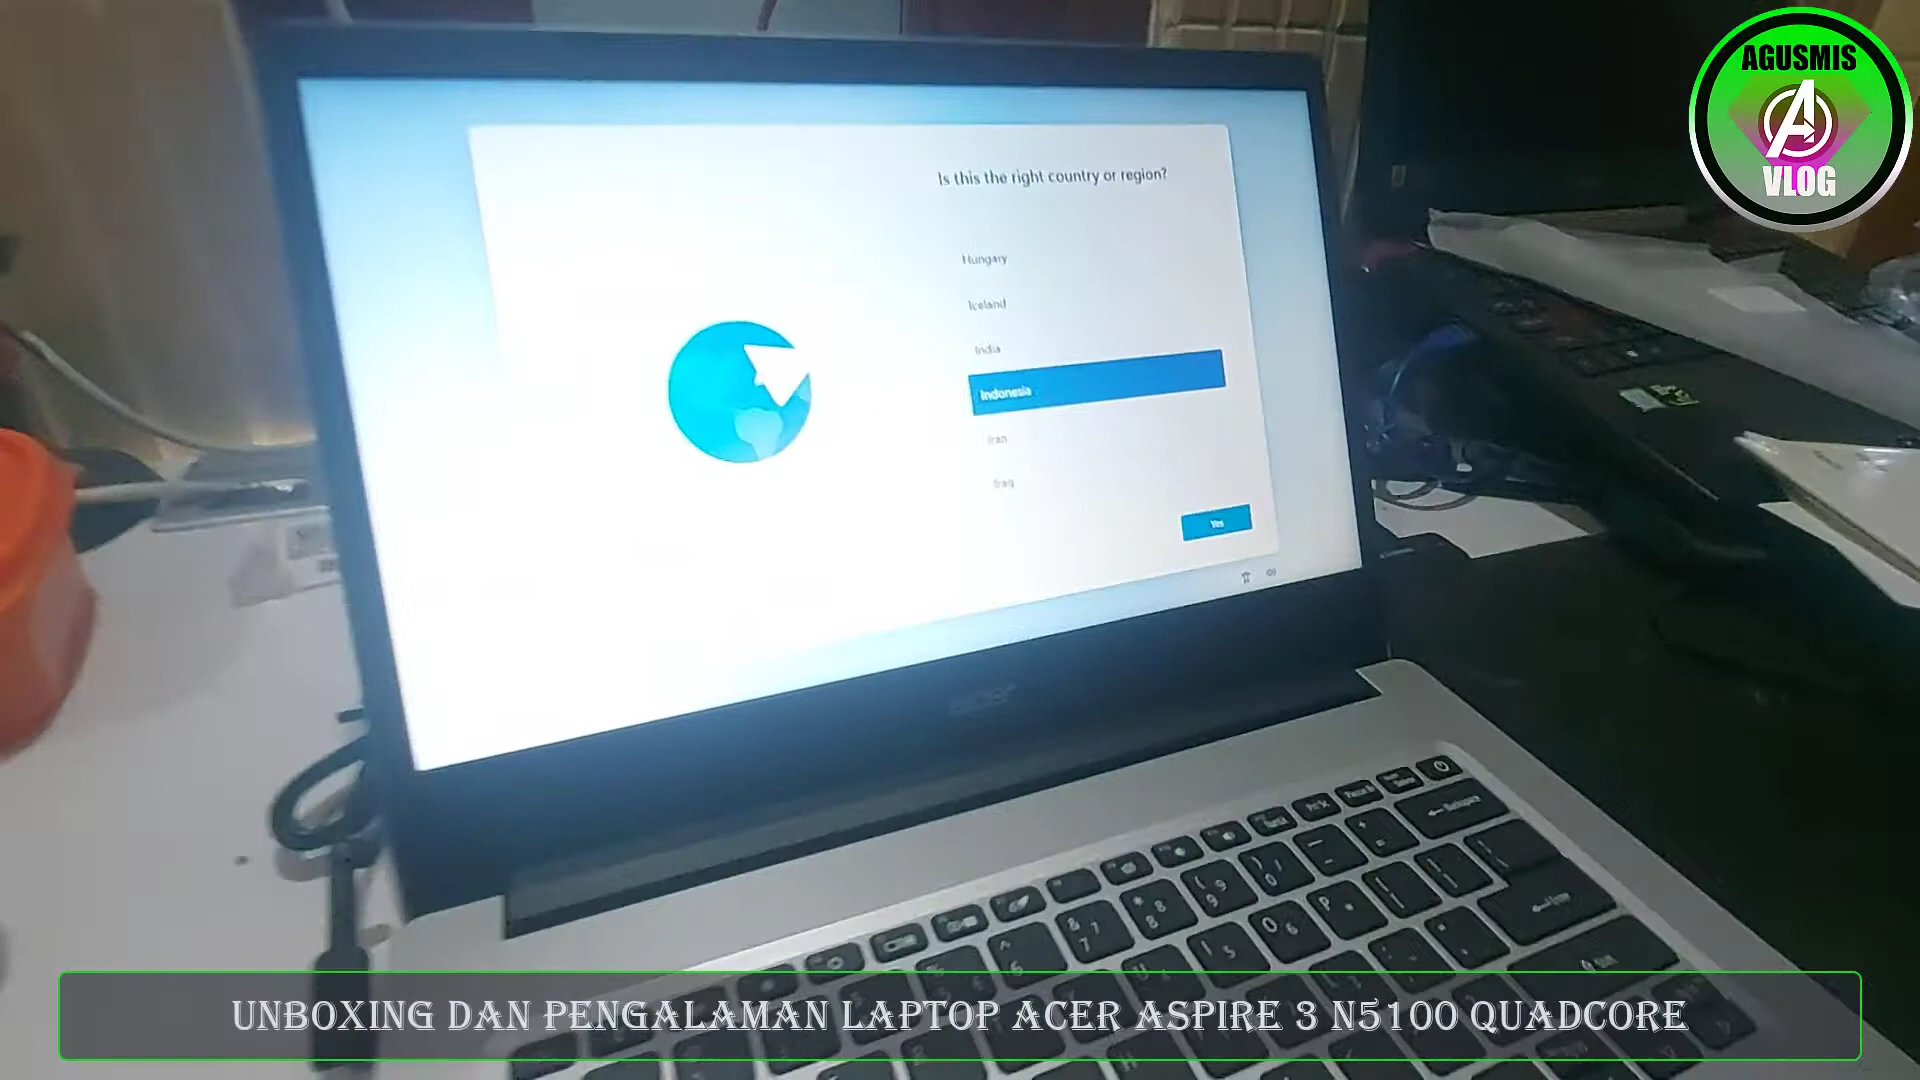 AGUSMIS
VLOG
Is this the right country or region?
Hungary
Iceland
India
Indonesia
Iran
Iraq
Yes
acer
UNBOXING DAN PENGALAMAN LAPTOP ACER ASPIRE 3 N5100 QUADCORE